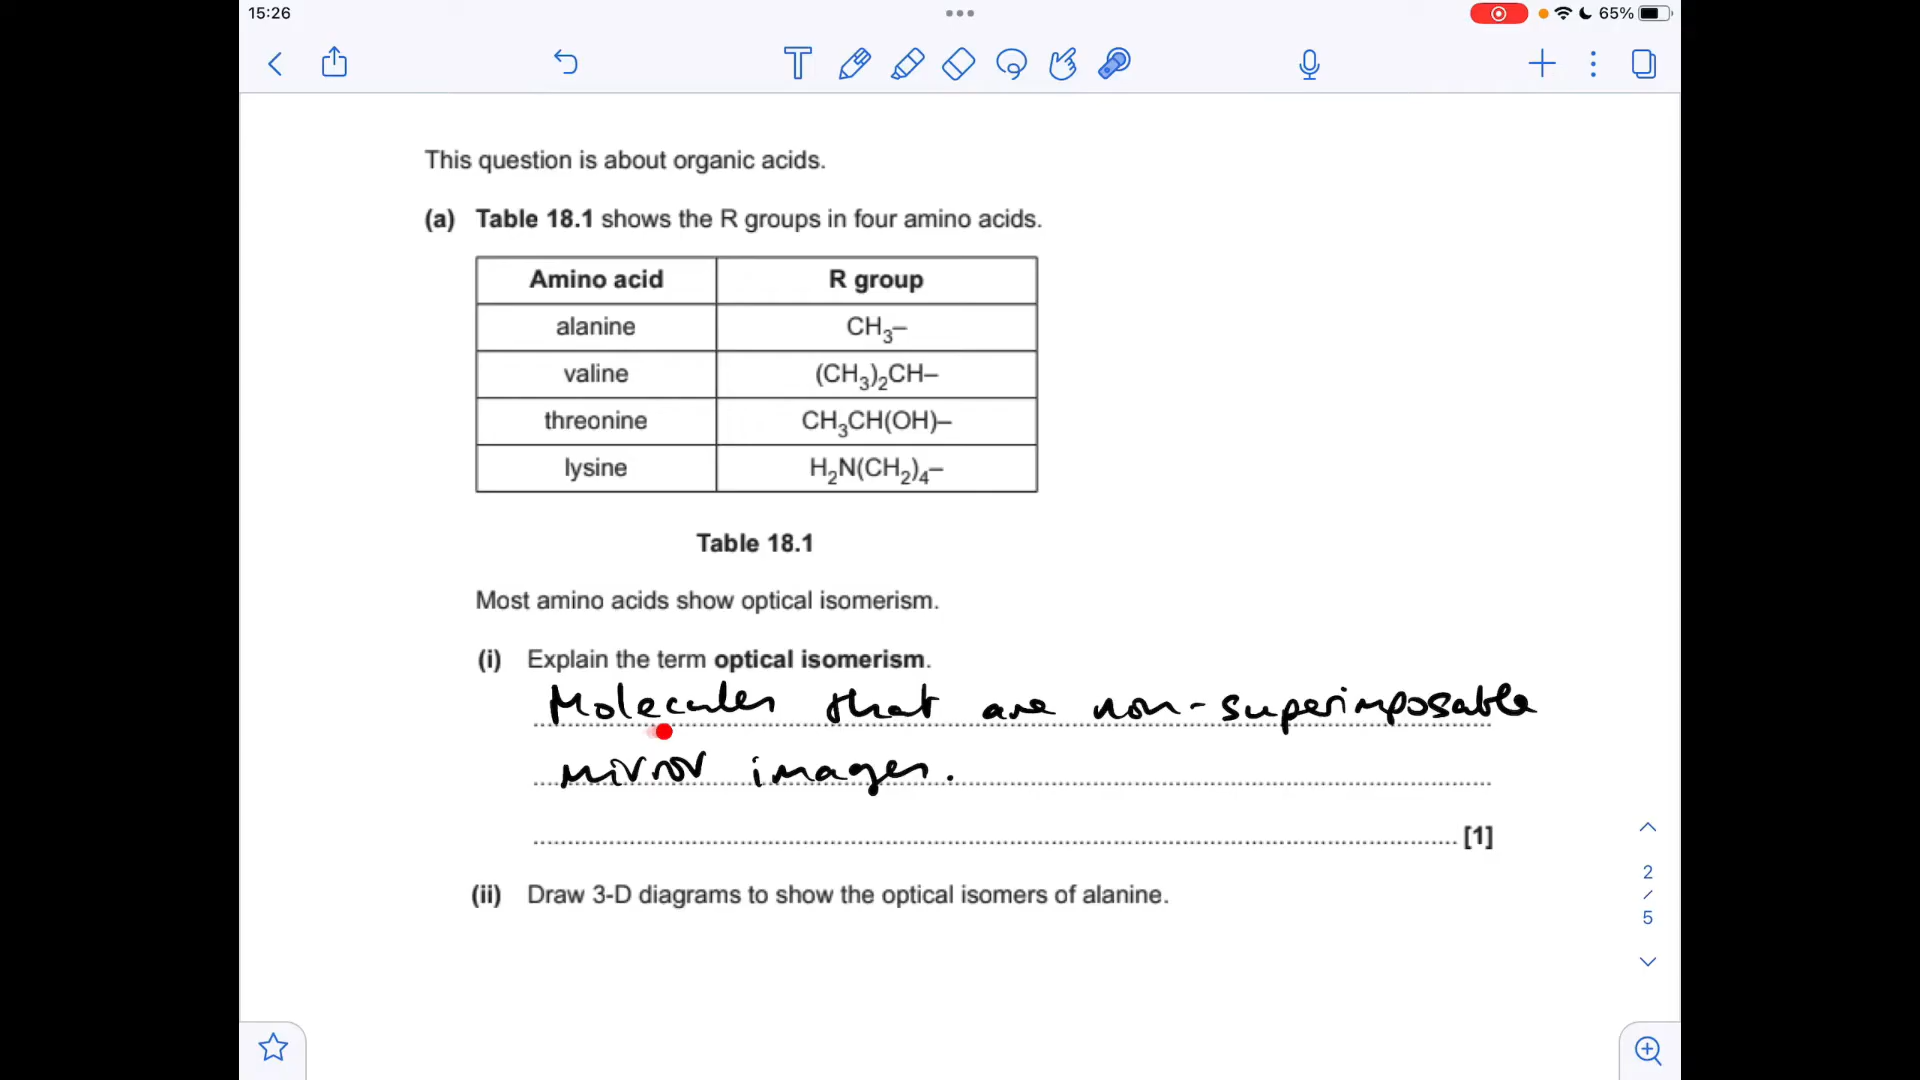 15:26
65%
This question is about organic acids.
(a) Table 18.1 shows the R groups in four amino acids.
Amino acid R group
alanine CH₃–
valine (CH₃)₂CH–
threonine CH₃CH(OH)–
lysine H₂N(CH₂)₄–
Table 18.1
Most amino acids show optical isomerism.
(i) Explain the term optical isomerism.
Molecules that are non-superimposable
mirror images.
[1]
(ii) Draw 3-D diagrams to show the optical isomers of alanine.
2
/
5